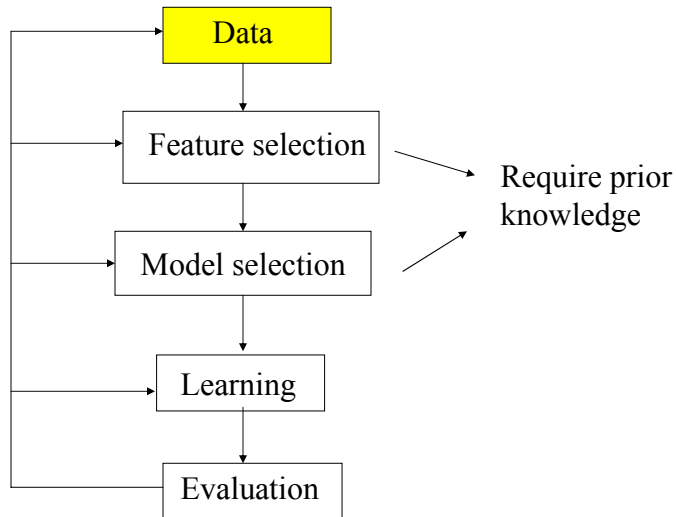 Data
Feature selection
Require prior
knowledge
Model selection
Learning
Evaluation